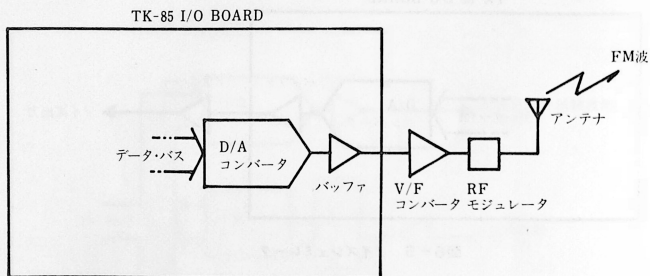 TK-85 I/O BOARD
FM波
アンテナ
データ・バス
D/A
コンバータ
バッファ
V/F
コンバータ
RF
モジュレータ